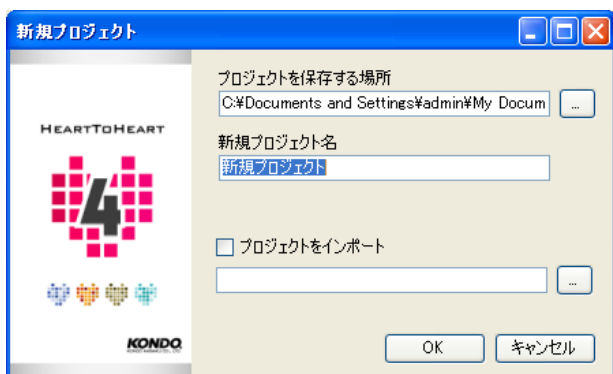 新規プロジェクト
プロジェクトを保存する場所
C:¥Documents and Settings¥admin¥My Docum
...
HEARTTOHEART
4
新規プロジェクト名
新規プロジェクト
プロジェクトをインポート
...
KONDO
OK
キャンセル